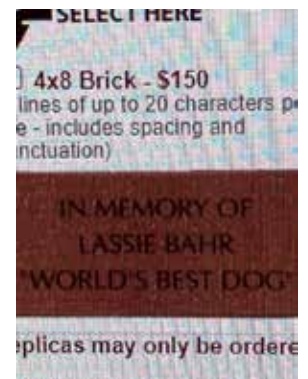 SELECT HERE
4x8 Brick - $150
lines of up to 20 characters pe
e - includes spacing and
nctuation)
IN MEMORY OF
LASSIE BAHR
"WORLD'S BEST DOG"
eplicas may only be ordere